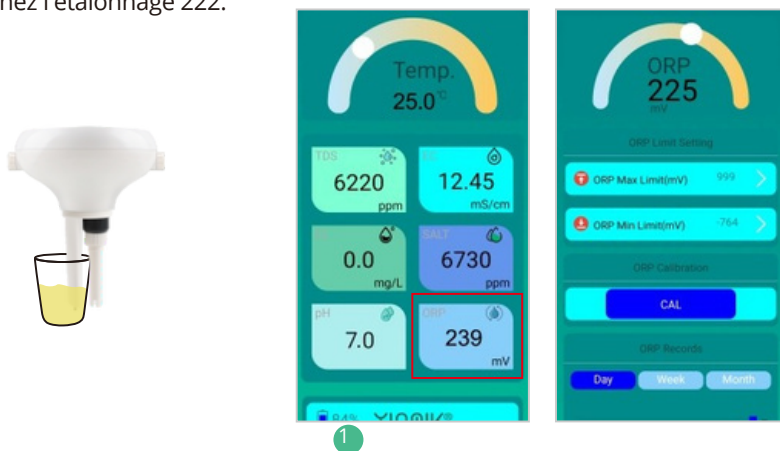 nez l'étalonnage 222.
Temp.
25.0 °C
TDS
6220
ppm
EC
12.45
mS/cm
0.0
mg/L
SALT
6730
ppm
pH
7.0
ORP
239
mV
84%
1
ORP
225
mV
ORP Limit Setting
ORP Max Limit(mV) 999
ORP Min Limit(mV) -764
ORP Calibration
CAL
ORP Records
Day Week Month